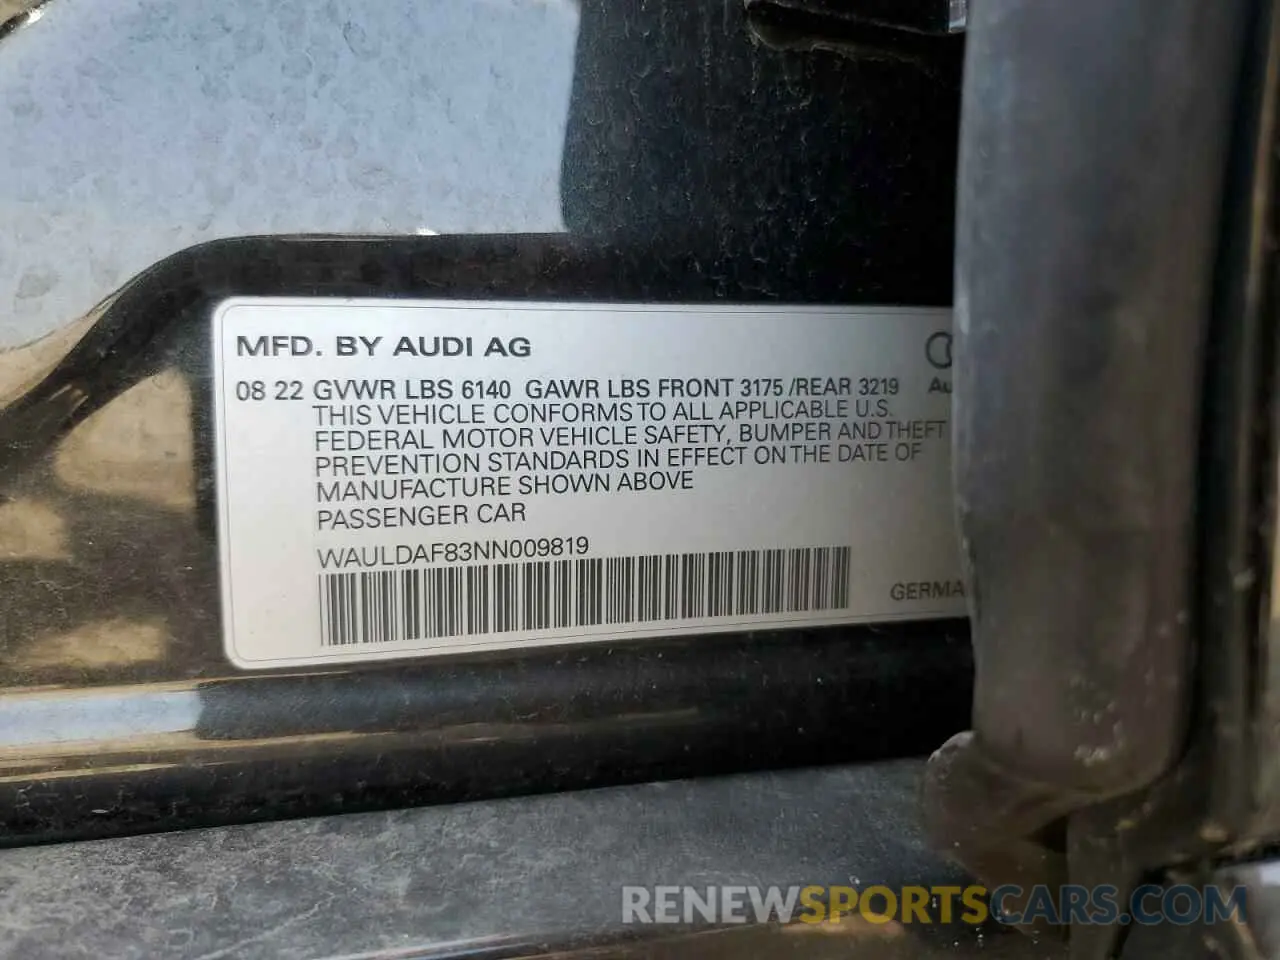 MFD. BY AUDI AG
08 22 GVWR LBS 6140 GAWR LBS FRONT 3175 /REAR 3219
THIS VEHICLE CONFORMS TO ALL APPLICABLE U.S.
FEDERAL MOTOR VEHICLE SAFETY, BUMPER AND THEFT
PREVENTION STANDARDS IN EFFECT ON THE DATE OF
MANUFACTURE SHOWN ABOVE
PASSENGER CAR
WAULDAF83NN009819
RENEWSPORTSCARS.COM